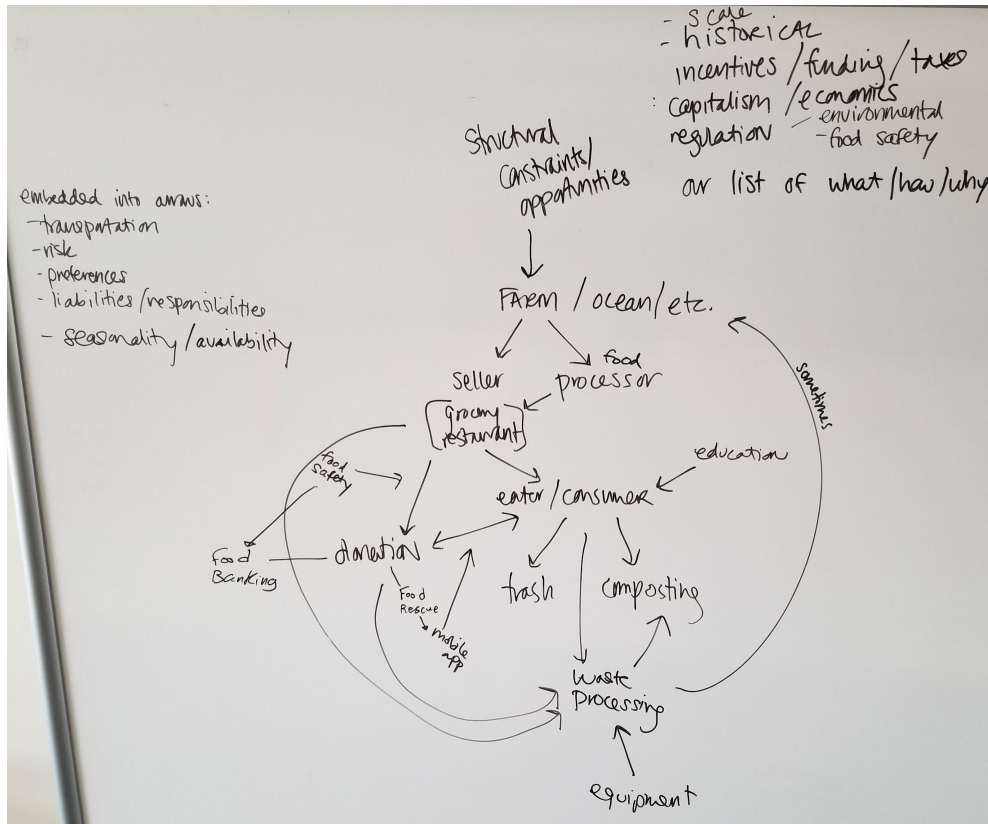 - scale
- historical
incentives / funding / taxes
: capitalism / economics
regulation - environmental
- food safety
our list of what / how / why
Structural
constraints/
opportunities
embedded into arrows:
- transportation
- risk
- preferences
- liabilities/responsibilities
- seasonality/availability
FARM / ocean/etc.
sometimes
seller
food
processor
grocery
restaurant
food
safety
education
eater/consumer
donation
Food
Banking
Food
Rescue
mobile
app
trash
composting
waste
processing
equipment